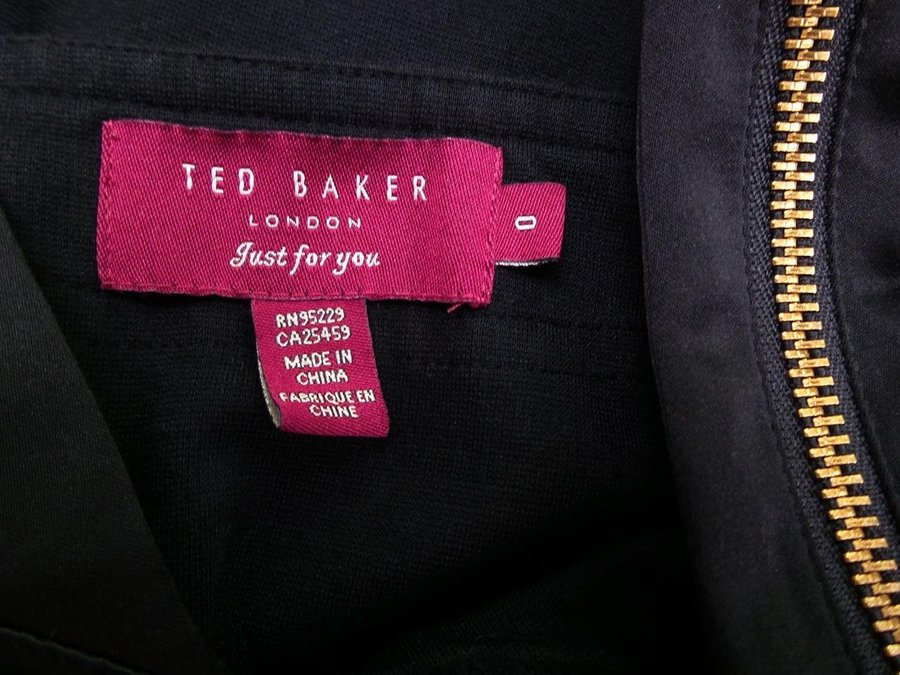 TED BAKER
LONDON
Just for you
0
RN95229
CA25459
MADE IN
CHINA
FABRIQUE EN
CHINE